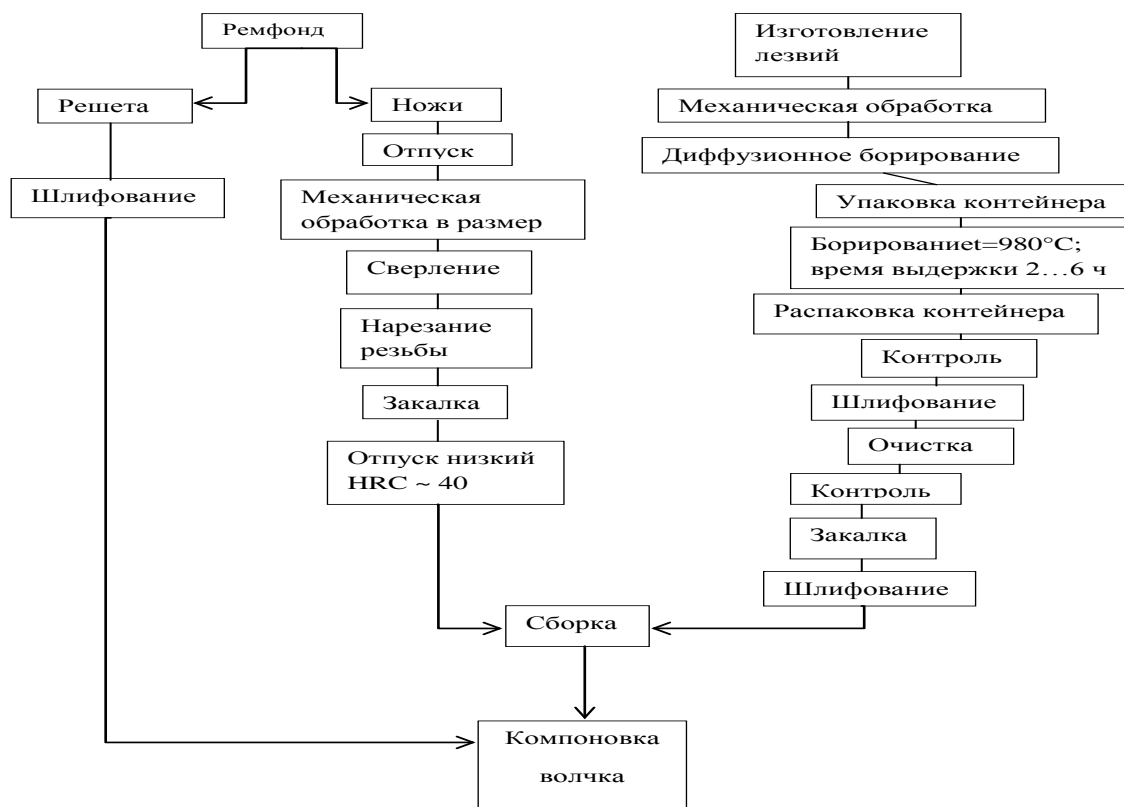 Ремфонд
Решета
Ножи
Шлифование
Отпуск
Механическая
обработка в размер
Сверление
Нарезание
резьбы
Закалка
Отпуск низкий
HRC ~ 40
Изготовление
лезвий
Механическая обработка
Диффузионное борирование
Упаковка контейнера
Борированиеt=980°C;
время выдержки 2…6 ч
Распаковка контейнера
Контроль
Шлифование
Очистка
Контроль
Закалка
Шлифование
Сборка
Компоновка
волчка